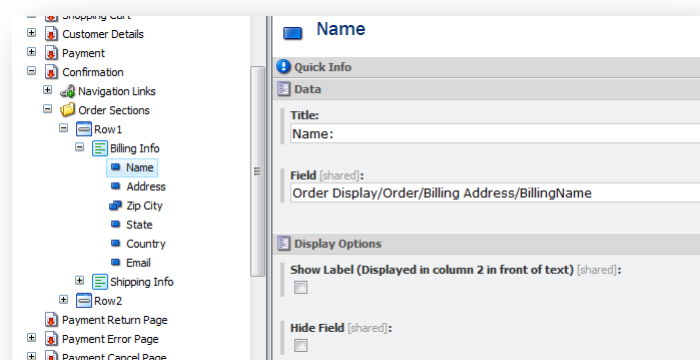 Shopping Cart
Customer Details
Payment
Confirmation
Navigation Links
Order Sections
Row1
Billing Info
Name
Address
Zip City
State
Country
Email
Shipping Info
Row2
Payment Return Page
Payment Error Page
Payment Cancel Page
Name
Quick Info
Data
Title:
Name:
Field [shared]:
Order Display/Order/Billing Address/BillingName
Display Options
Show Label (Displayed in column 2 in front of text) [shared]:
Hide Field [shared]: